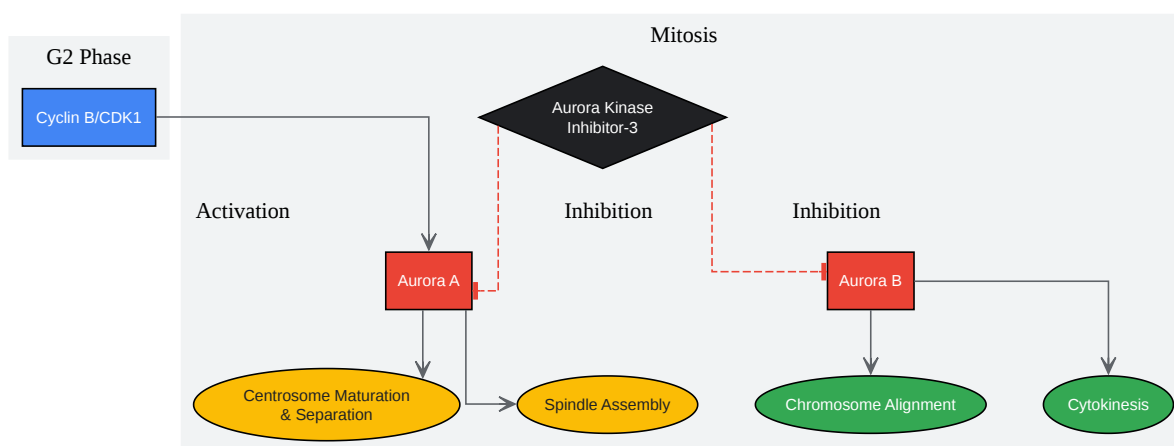 Mitosis
G2 Phase
Cyclin B/CDK1
Aurora Kinase
Inhibitor-3
Activation
Inhibition
Inhibition
Aurora A
Aurora B
Centrosome Maturation
& Separation
Spindle Assembly
Chromosome Alignment
Cytokinesis